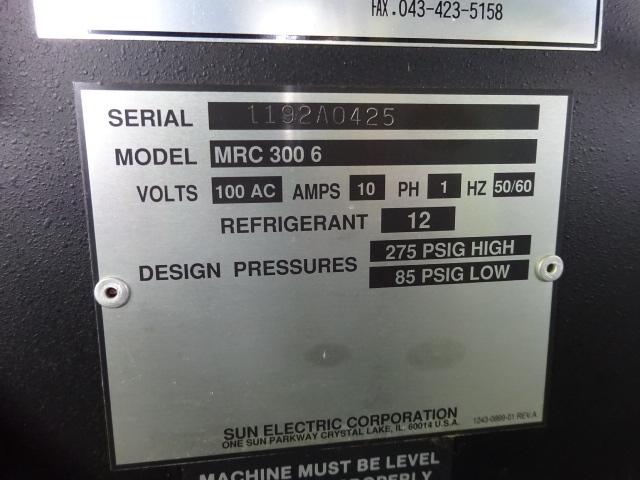 FAX.043-423-5158
SERIAL 1192A0425
MODEL MRC 300 6
VOLTS 100 AC AMPS 10 PH 1 HZ 50/60
REFRIGERANT 12
DESIGN PRESSURES 275 PSIG HIGH
85 PSIG LOW
SUN ELECTRIC CORPORATION
ONE SUN PARKWAY CRYSTAL LAKE, IL. 60014 U.S.A.
1243-0999-01 REV.A
MACHINE MUST BE LEVEL
PROPERLY